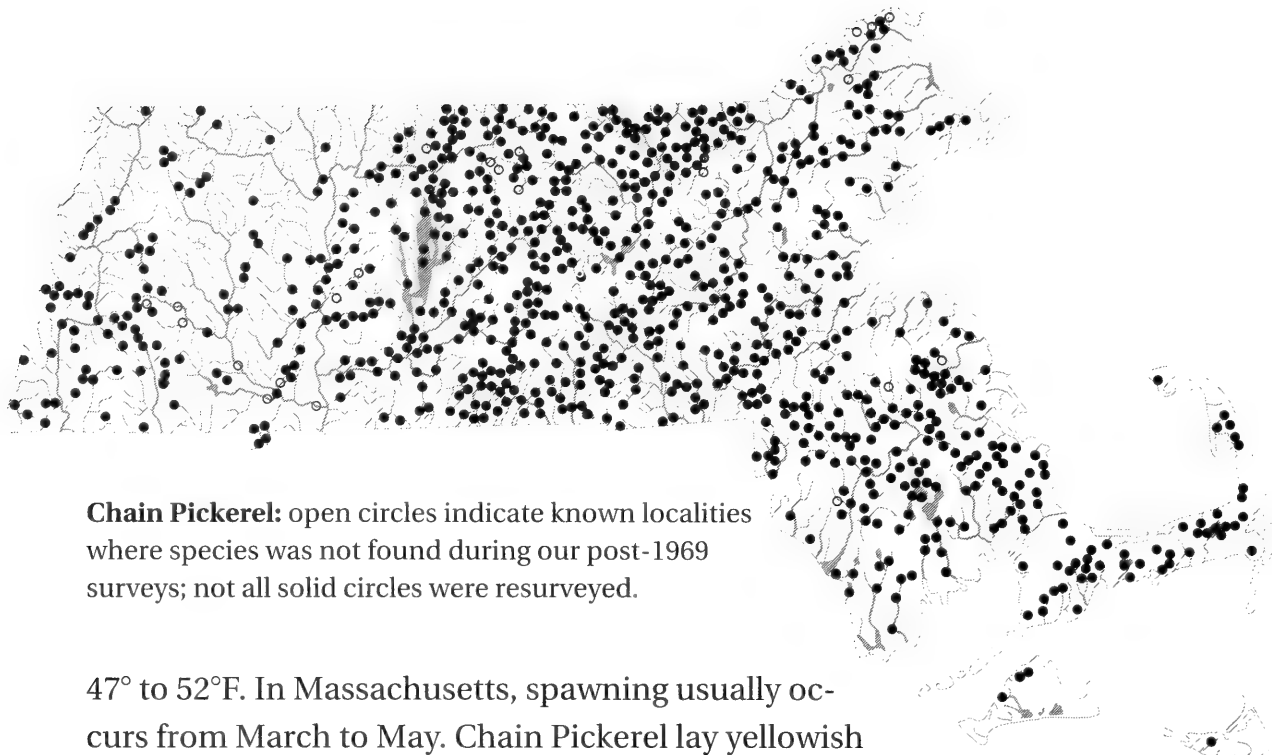 Chain Pickerel: open circles indicate known localities
where species was not found during our post-1969
surveys; not all solid circles were resurveyed.
47° to 52°F. In Massachusetts, spawning usually oc-
curs from March to May. Chain Pickerel lay yellowish